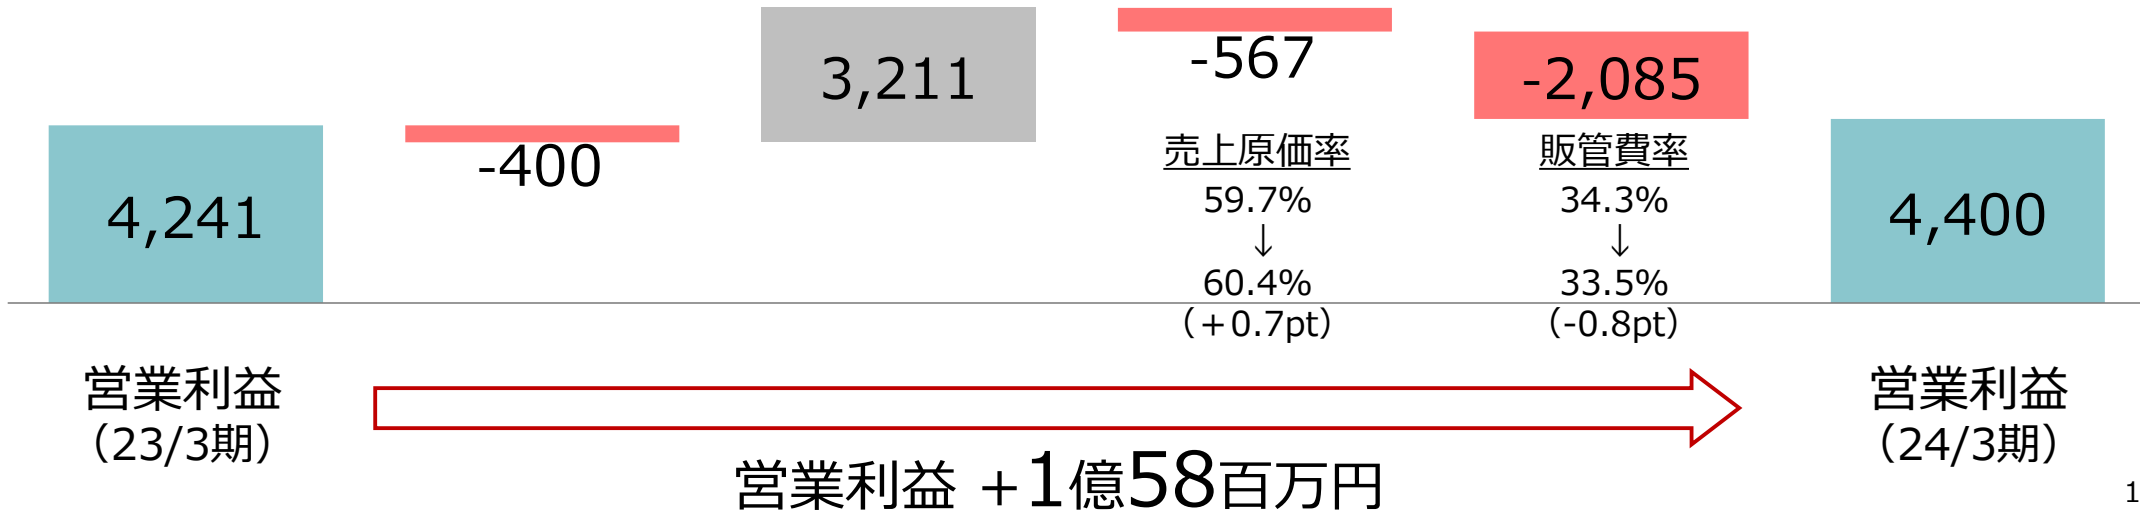 4,241
-400
3,211
-567
売上原価率
59.7%
↓
60.4%
（＋0.7pt）
-2,085
販管費率
34.3%
↓
33.5%
（-0.8pt）
4,400
営業利益
（23/3期）
営業利益 +1億58百万円
営業利益
（24/3期）
1